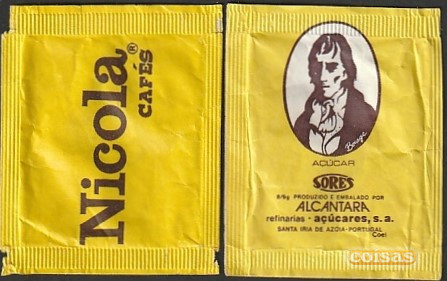 Nicola®
CAFÉS
Bocage
AÇÚCAR
SORES
8/9g PRODUZIDO E EMBALADO POR
ALCANTARA
refinarias - açúcares, s.a.
SANTA IRIA DE AZOIA-PORTUGAL
Coel
coisas